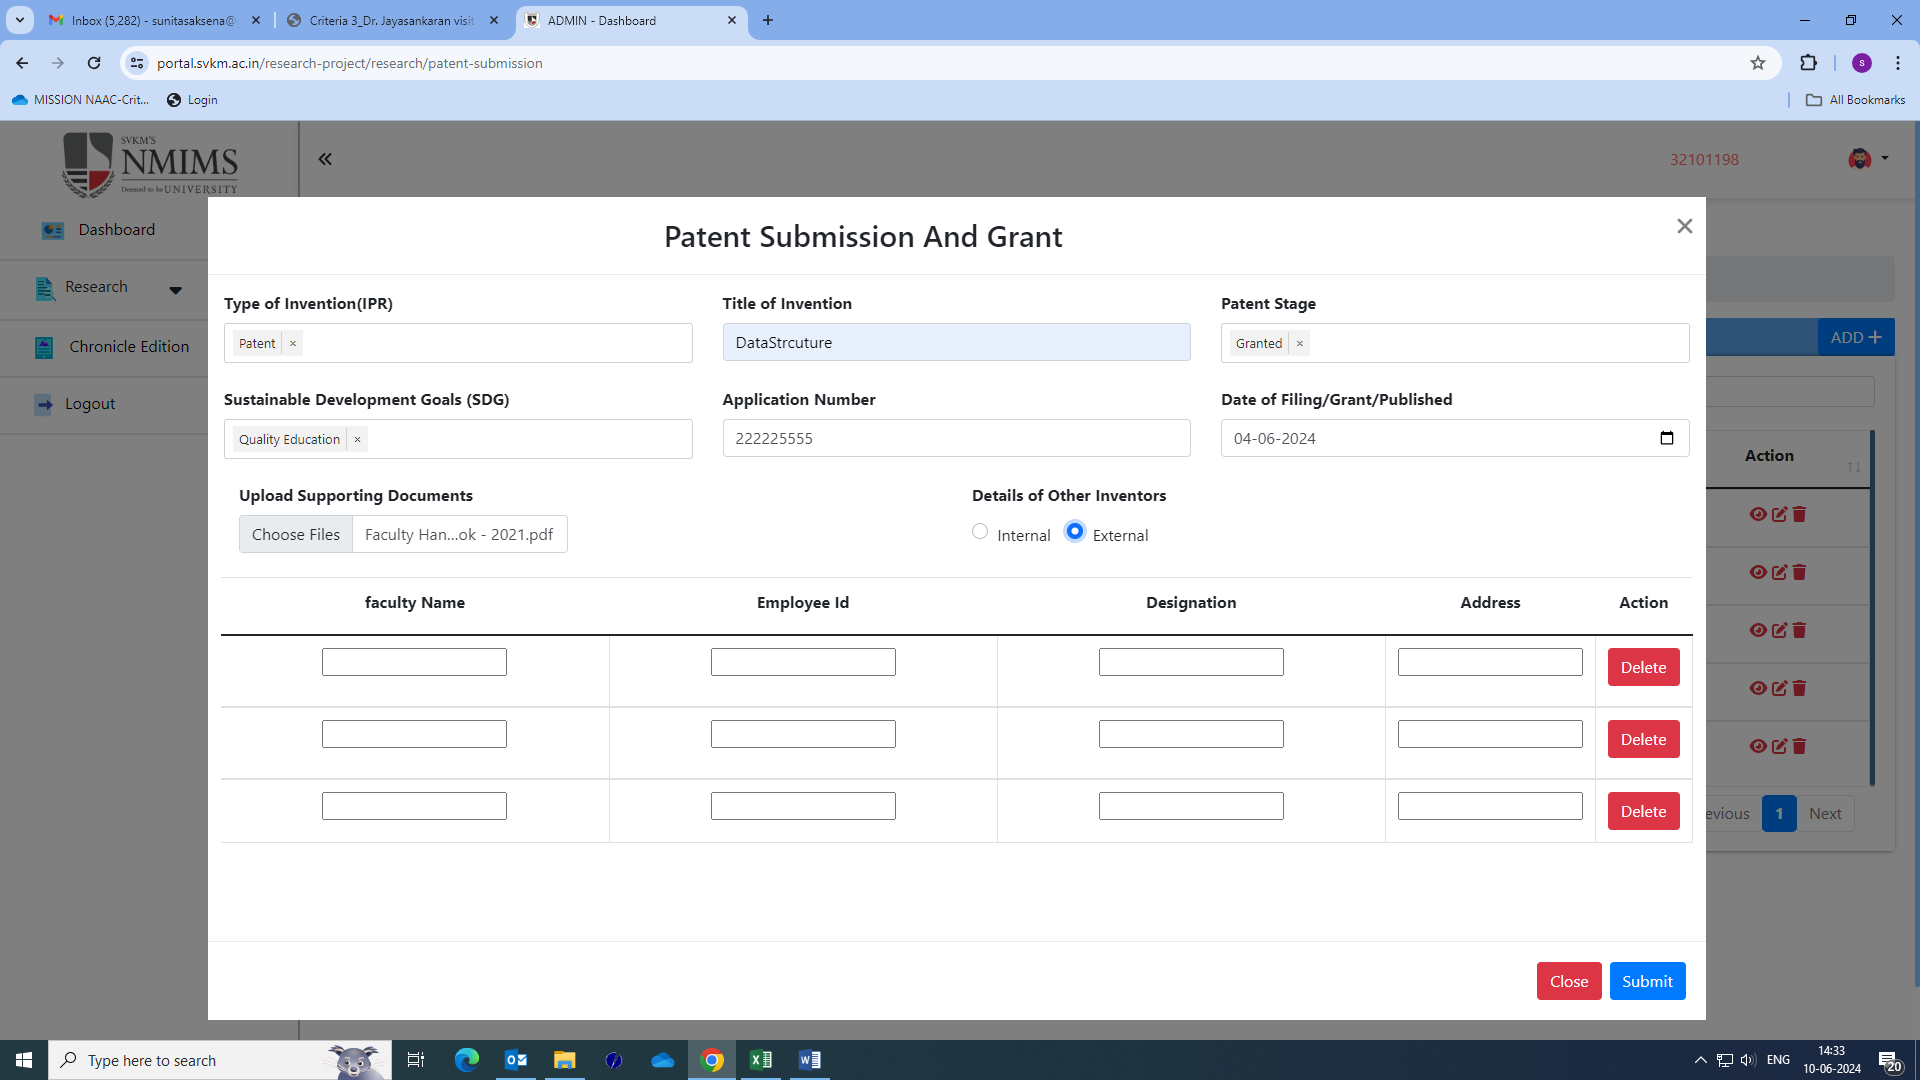 Inbox (5,282) - sunitasaksena@
Criteria 3_Dr. Jayasankaran visit
ADMIN - Dashboard
portal.svkm.ac.in/research-project/research/patent-submission
S
MISSION NAAC-Crit...
Login
All Bookmarks
SVKM'S
NMIMS
Deemed to be UNIVERSITY
32101198
Dashboard
Research
Chronicle Edition
Logout
ADD +
Action
evious
1
Next
Patent Submission And Grant
Type of Invention(IPR)
Title of Invention
Patent Stage
Patent ×
DataStrcuture
Granted ×
Sustainable Development Goals (SDG)
Application Number
Date of Filing/Grant/Published
Quality Education ×
222225555
04-06-2024
Upload Supporting Documents
Details of Other Inventors
Choose Files Faculty Han...ok - 2021.pdf
Internal External
faculty Name Employee Id Designation Address Action
Delete
Delete
Delete
Close Submit
Type here to search
ENG
14:33
10-06-2024
20